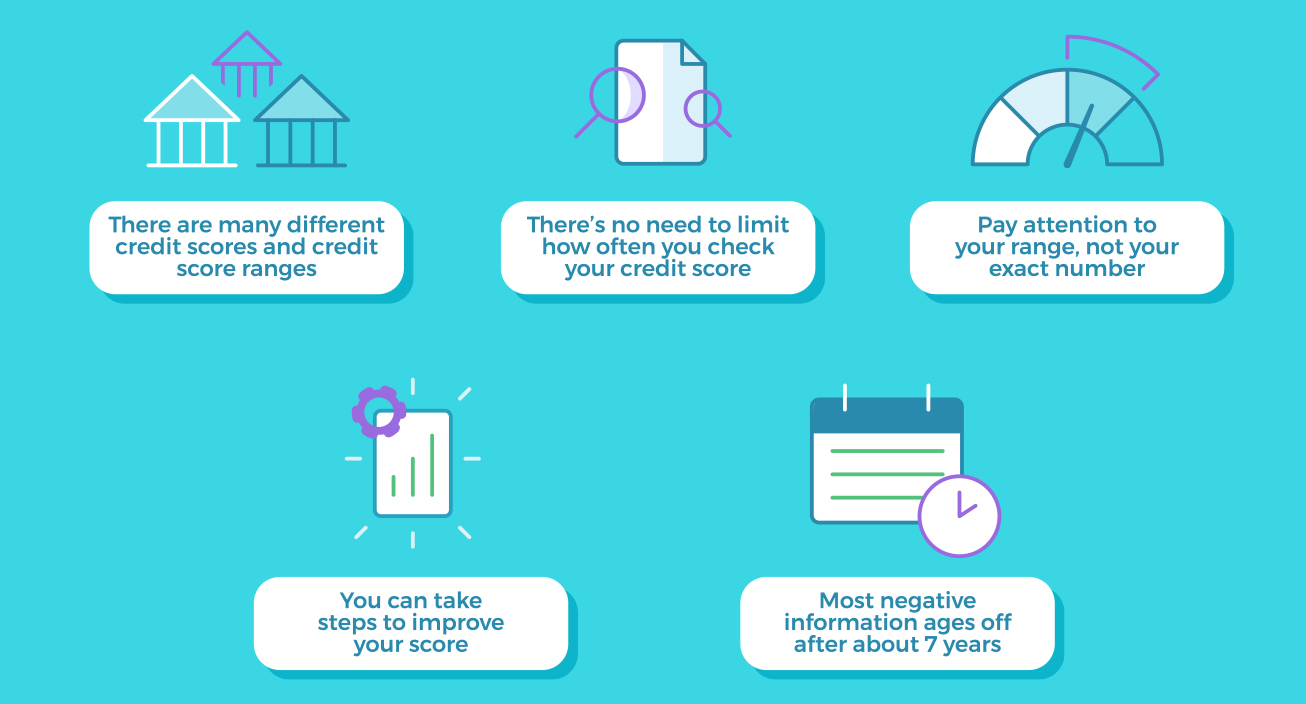 There are many different
credit scores and credit
score ranges
There’s no need to limit
how often you check
your credit score
Pay attention to
your range, not your
exact number
You can take
steps to improve
your score
Most negative
information ages off
after about 7 years